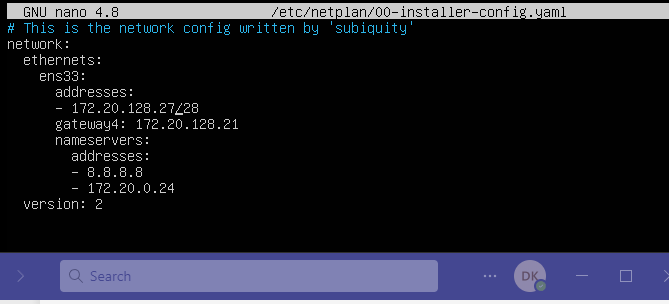 GNU nano 4.8 /etc/netplan/00-installer-config.yaml
# This is the network config written by 'subiquity'
network:
  ethernets:
    ens33:
      addresses:
      - 172.20.128.27/28
      gateway4: 172.20.128.21
      nameservers:
        addresses:
        - 8.8.8.8
        - 172.20.0.24
  version: 2
Search
DK